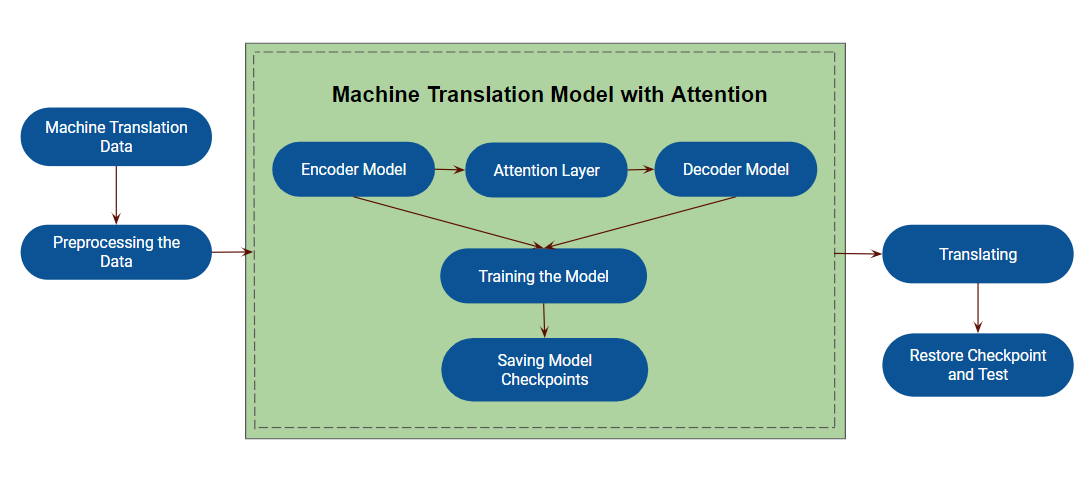 Machine Translation Model with Attention
Machine Translation
Data
Preprocessing the
Data
Encoder Model
Attention Layer
Decoder Model
Training the Model
Saving Model
Checkpoints
Translating
Restore Checkpoint
and Test